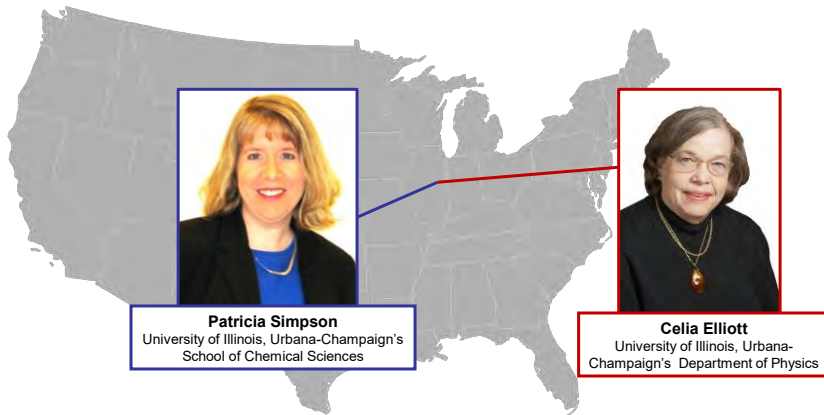 Patricia Simpson
University of Illinois, Urbana-Champaign's
School of Chemical Sciences
Celia Elliott
University of Illinois, Urbana-
Champaign's Department of Physics